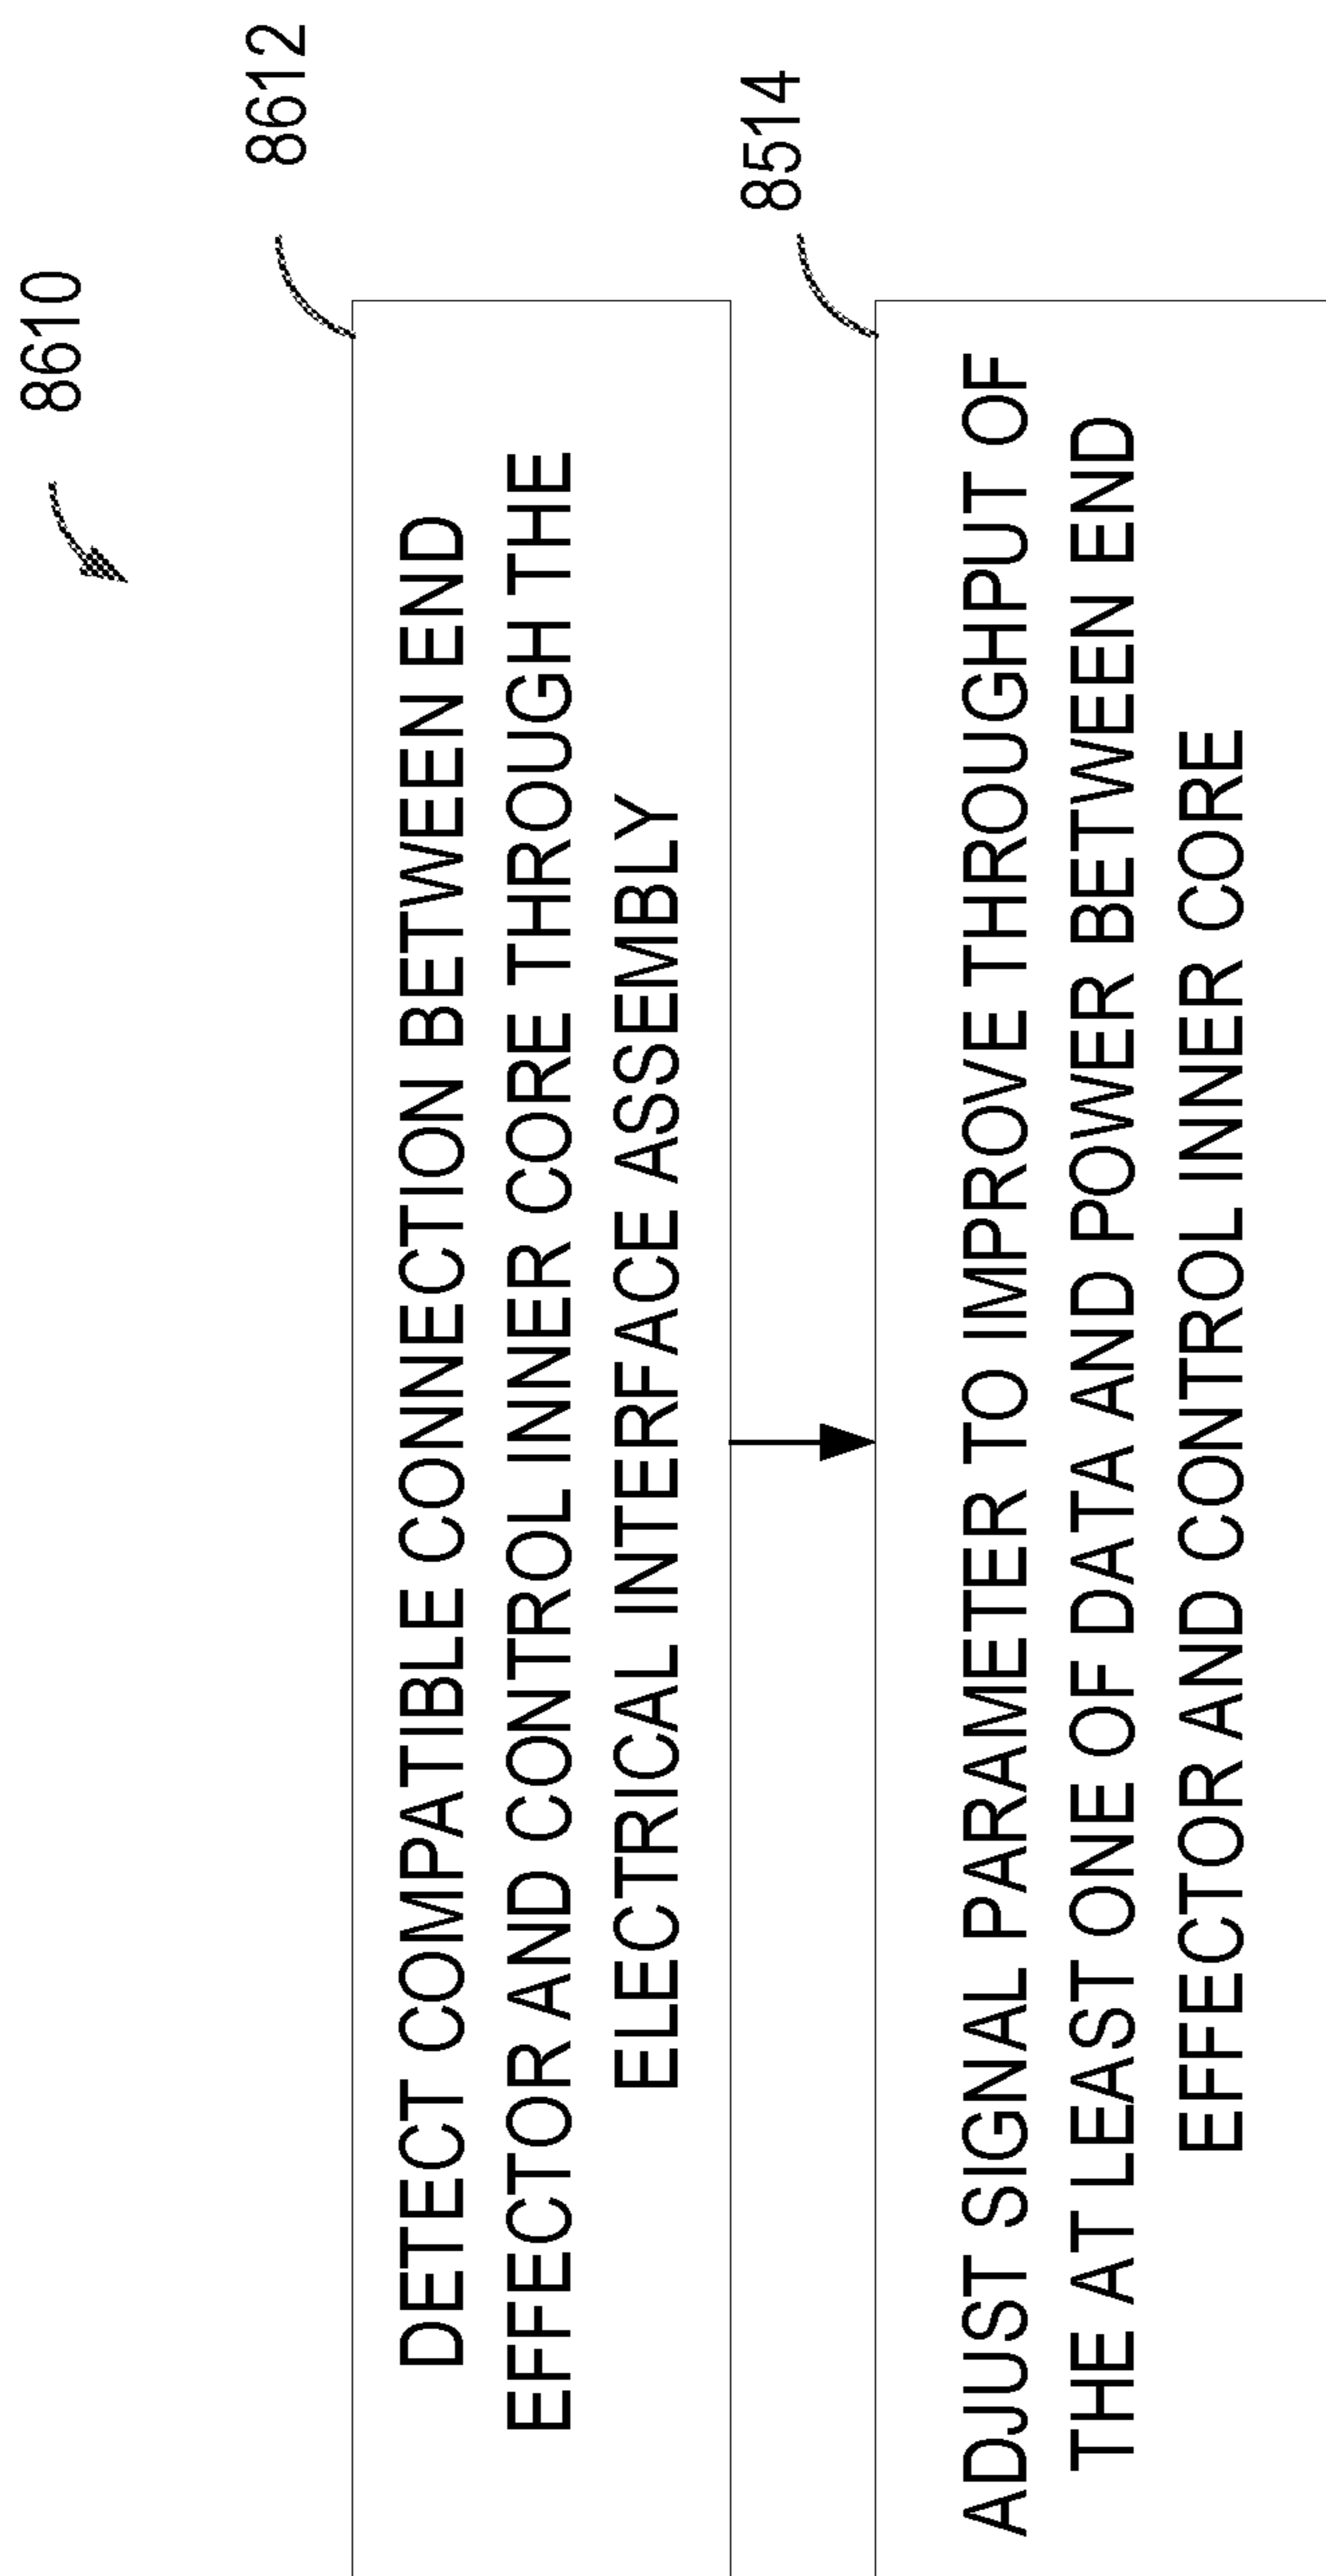 8610
8612
DETECT COMPATIBLE CONNECTION BETWEEN END
EFFECTOR AND CONTROL INNER CORE THROUGH THE
ELECTRICAL INTERFACE ASSEMBLY
8514
ADJUST SIGNAL PARAMETER TO IMPROVE THROUGHPUT OF
THE AT LEAST ONE OF DATA AND POWER BETWEEN END
EFFECTOR AND CONTROL INNER CORE